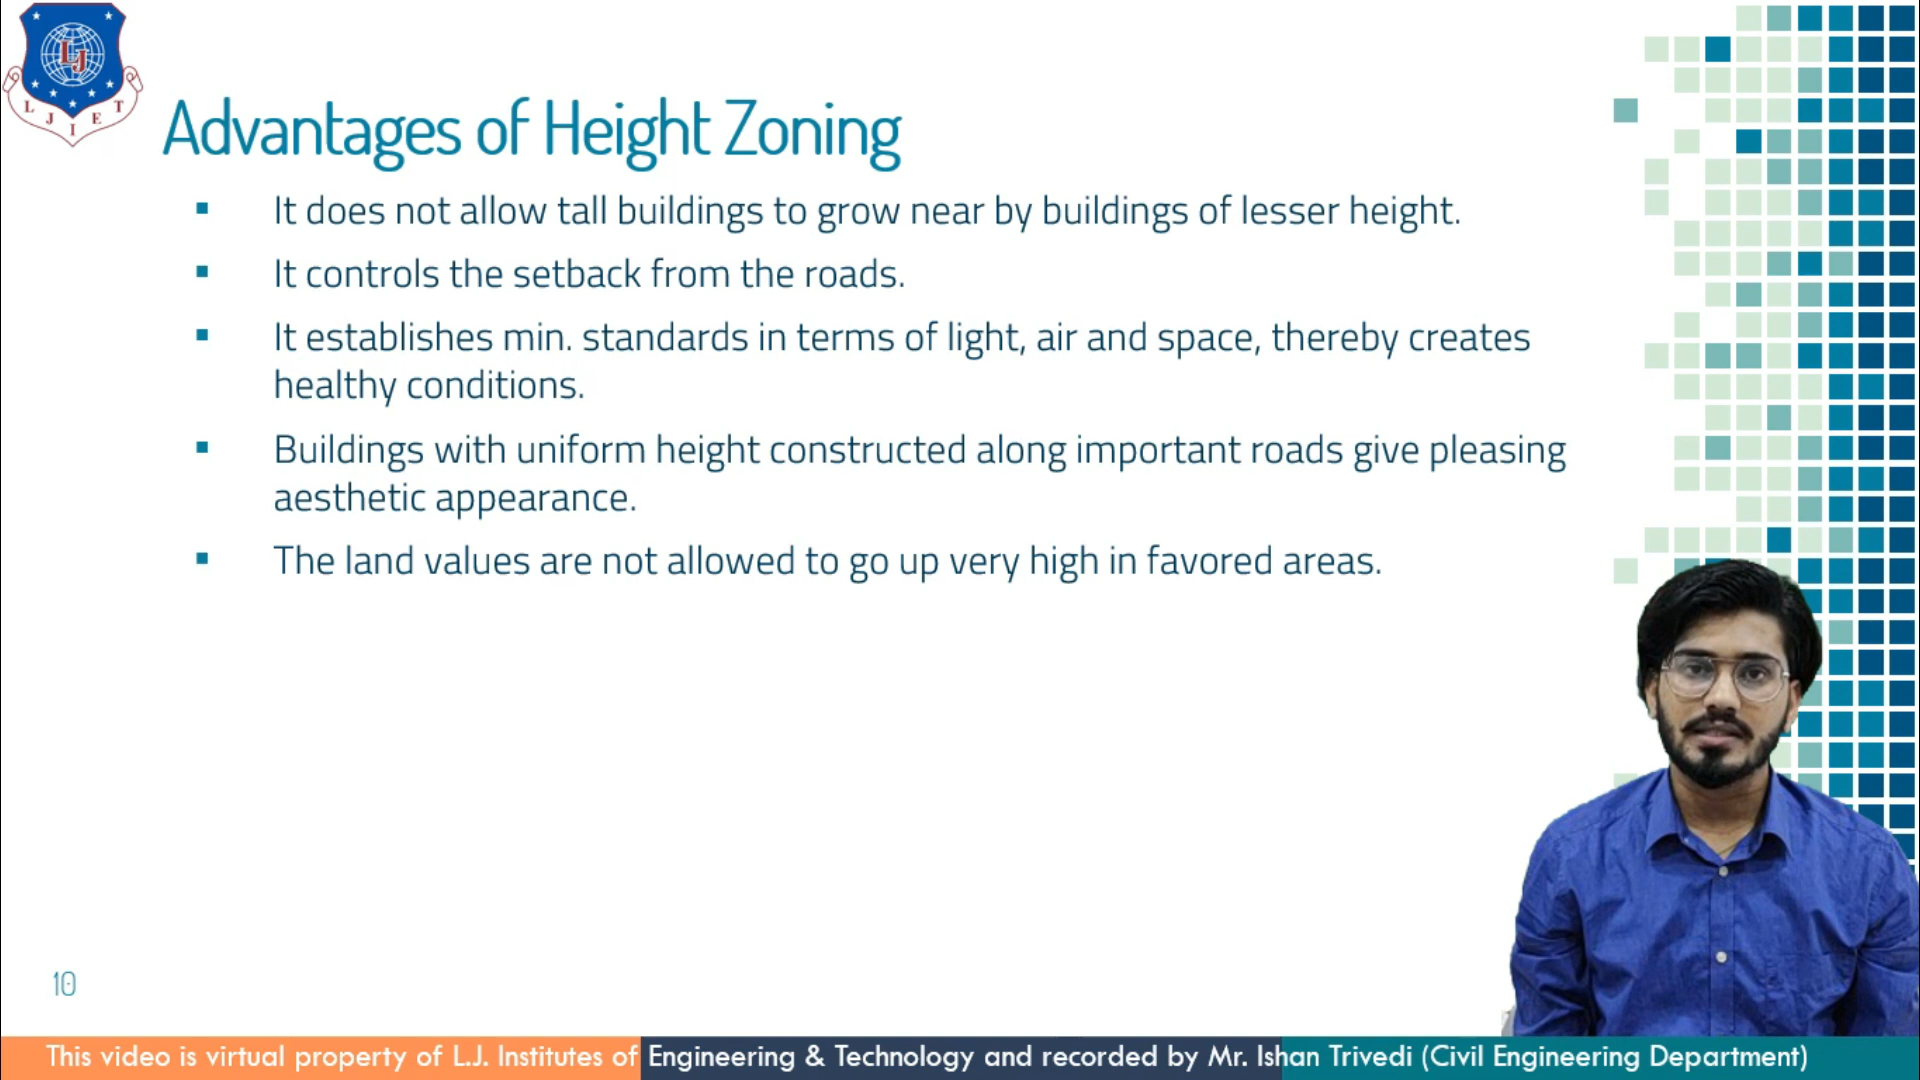 LJ
L J I E T
Advantages of Height Zoning
▪ It does not allow tall buildings to grow near by buildings of lesser height.
▪ It controls the setback from the roads.
▪ It establishes min. standards in terms of light, air and space, thereby creates
healthy conditions.
▪ Buildings with uniform height constructed along important roads give pleasing
aesthetic appearance.
▪ The land values are not allowed to go up very high in favored areas.
10
This video is virtual property of L.J. Institutes of Engineering & Technology and recorded by Mr. Ishan Trivedi (Civil Engineering Department)